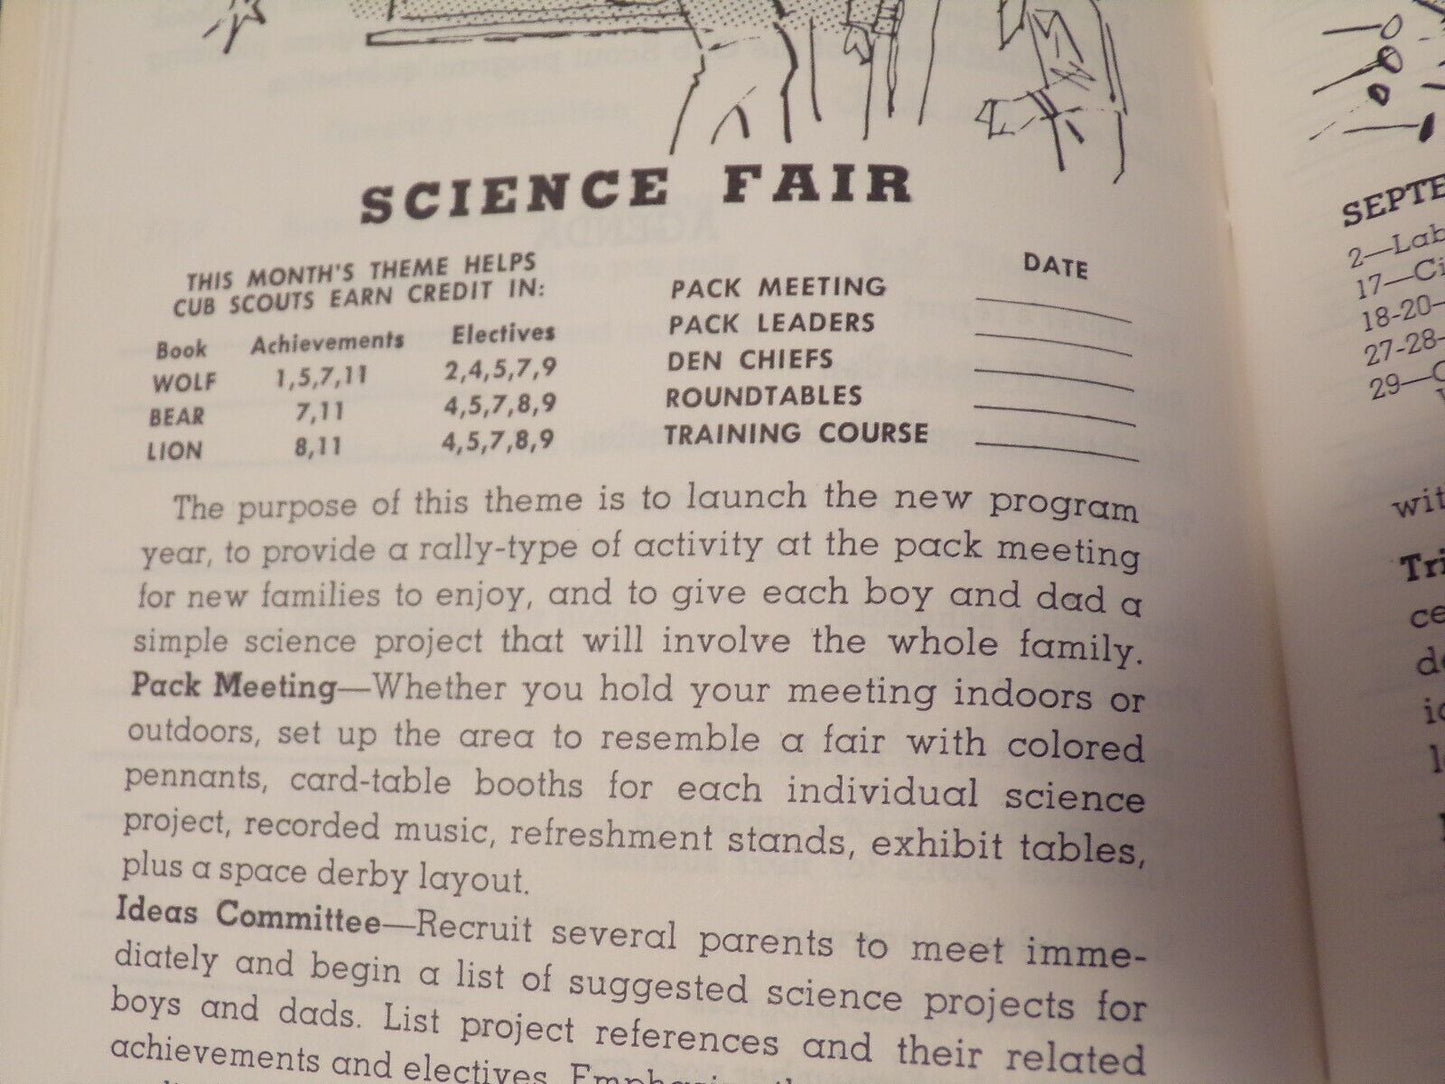 SCIENCE FAIR
THIS MONTH'S THEME HELPS
CUB SCOUTS EARN CREDIT IN:
Book Achievements Electives
WOLF 1,5,7,11 2,4,5,7,9
BEAR 7,11 4,5,7,8,9
LION 8,11 4,5,7,8,9
DATE
PACK MEETING
PACK LEADERS
DEN CHIEFS
ROUNDTABLES
TRAINING COURSE
The purpose of this theme is to launch the new program
year, to provide a rally-type of activity at the pack meeting
for new families to enjoy, and to give each boy and dad a
simple science project that will involve the whole family.
Pack Meeting—Whether you hold your meeting indoors or
outdoors, set up the area to resemble a fair with colored
pennants, card-table booths for each individual science
project, recorded music, refreshment stands, exhibit tables,
plus a space derby layout.
Ideas Committee—Recruit several parents to meet imme-
diately and begin a list of suggested science projects for
boys and dads. List project references and their related
achievements and electives.
SEPTE
2—Lab
17—Ci
18-20-
27-28-
29—
wit
Tri
ce